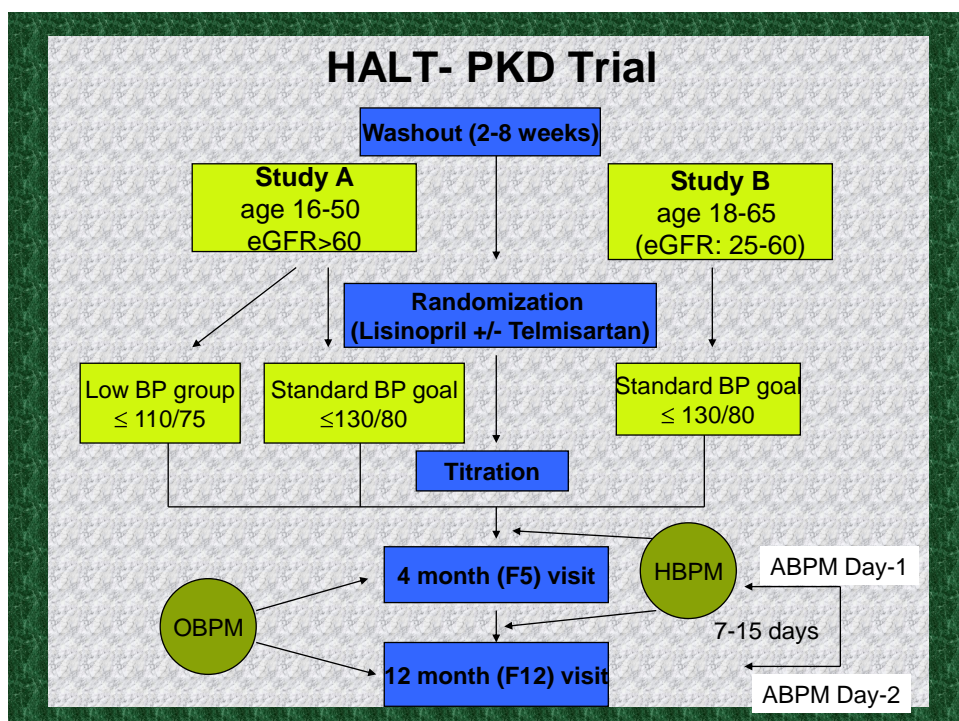 HALT- PKD Trial
Washout (2-8 weeks)
Study A
age 16-50
eGFR>60
Study B
age 18-65
(eGFR: 25-60)
Randomization
(Lisinopril +/- Telmisartan)
Low BP group
≤ 110/75
Standard BP goal
≤130/80
Standard BP goal
≤ 130/80
Titration
4 month (F5) visit
HBPM
ABPM Day-1
OBPM
7-15 days
12 month (F12) visit
ABPM Day-2